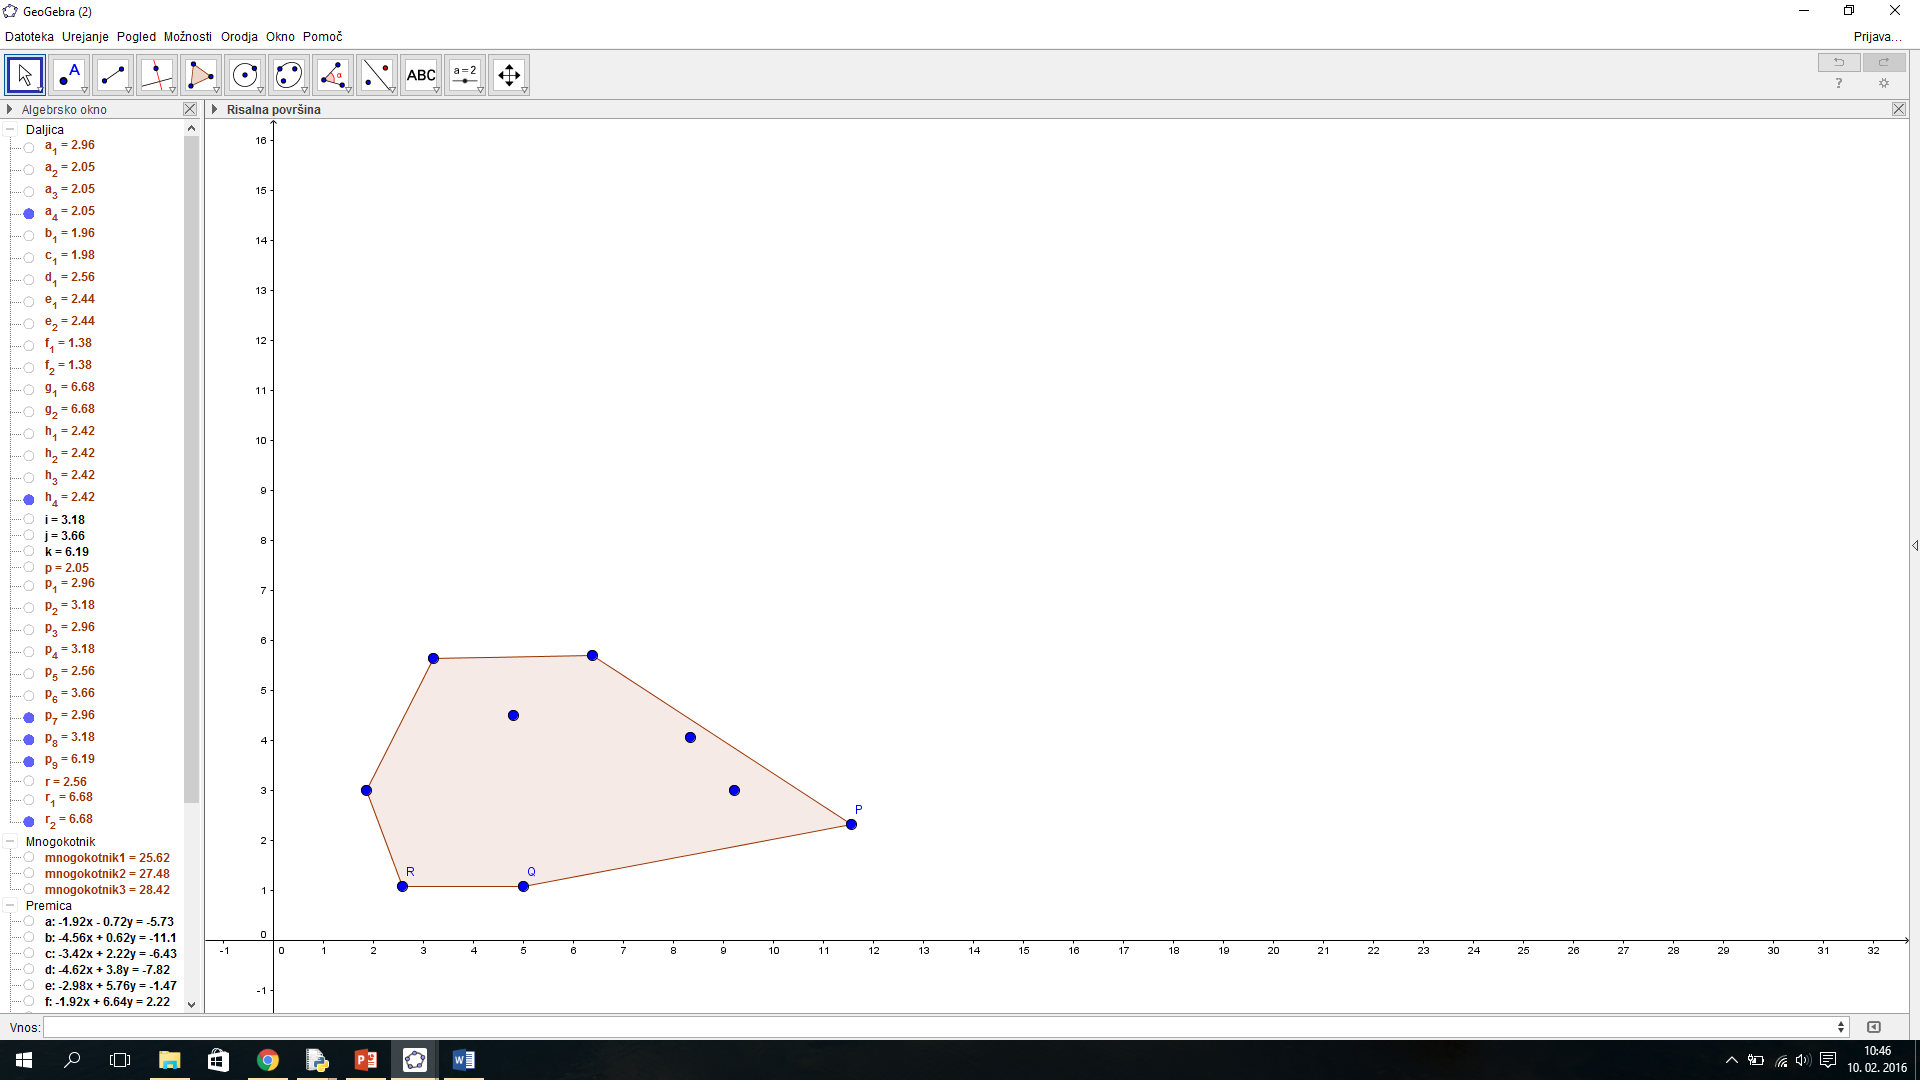 GeoGebra (2)
Datoteka Urejanje Pogled Možnosti Orodja Okno Pomoč
Prijava...
A
α
ABC
a=2
?
Algebrsko okno
Risalna površina
Daljica
a1 = 2.96
a2 = 2.05
a3 = 2.05
a4 = 2.05
b1 = 1.96
c1 = 1.98
d1 = 2.56
e1 = 2.44
e2 = 2.44
f1 = 1.38
f2 = 1.38
g1 = 6.68
g2 = 6.68
h1 = 2.42
h2 = 2.42
h3 = 2.42
h4 = 2.42
i = 3.18
j = 3.66
k = 6.19
p = 2.05
p1 = 2.96
p2 = 3.18
p3 = 2.96
p4 = 3.18
p5 = 2.56
p6 = 3.66
p7 = 2.96
p8 = 3.18
p9 = 6.19
r = 2.56
r1 = 6.68
r2 = 6.68
Mnogokotnik
mnogokotnik1 = 25.62
mnogokotnik2 = 27.48
mnogokotnik3 = 28.42
Premica
a: -1.92x - 0.72y = -5.73
b: -4.56x + 0.62y = -11.1
c: -3.42x + 2.22y = -6.43
d: -4.62x + 3.8y = -7.82
e: -2.98x + 5.76y = -1.47
f: -1.92x + 6.64y = 2.22
16
15
14
13
12
11
10
9
8
7
6
5
4
3
2
1
0
-1
P
R
Q
-1 0 1 2 3 4 5 6 7 8 9 10 11 12 13 14 15 16 17 18 19 20 21 22 23 24 25 26 27 28 29 30 31 32
Vnos:
10:46
10. 02. 2016